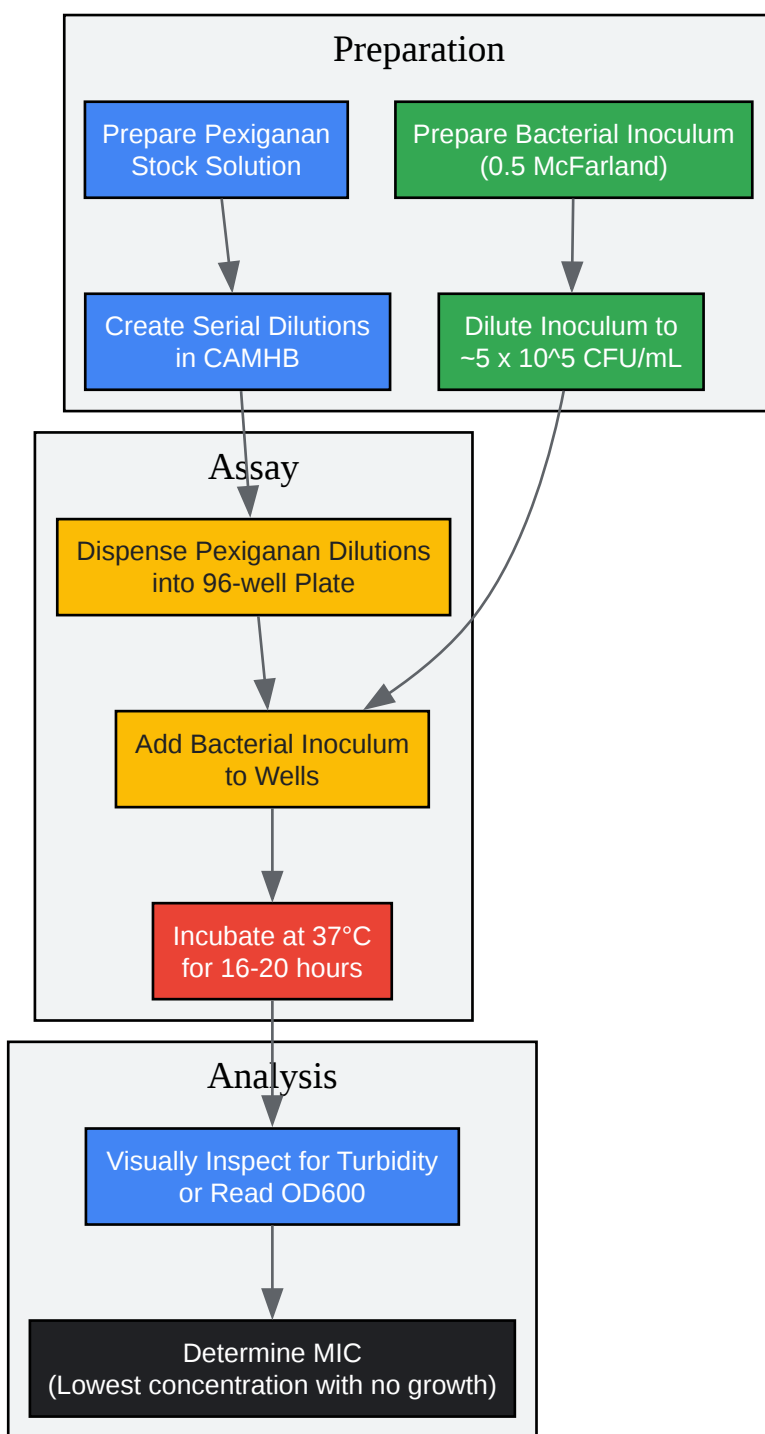 Preparation
Prepare Pexiganan
Stock Solution
Prepare Bacterial Inoculum
(0.5 McFarland)
Create Serial Dilutions
in CAMHB
Dilute Inoculum to
~5 x 10^5 CFU/mL
Assay
Dispense Pexiganan Dilutions
into 96-well Plate
Add Bacterial Inoculum
to Wells
Incubate at 37°C
for 16-20 hours
Analysis
Visually Inspect for Turbidity
or Read OD600
Determine MIC
(Lowest concentration with no growth)